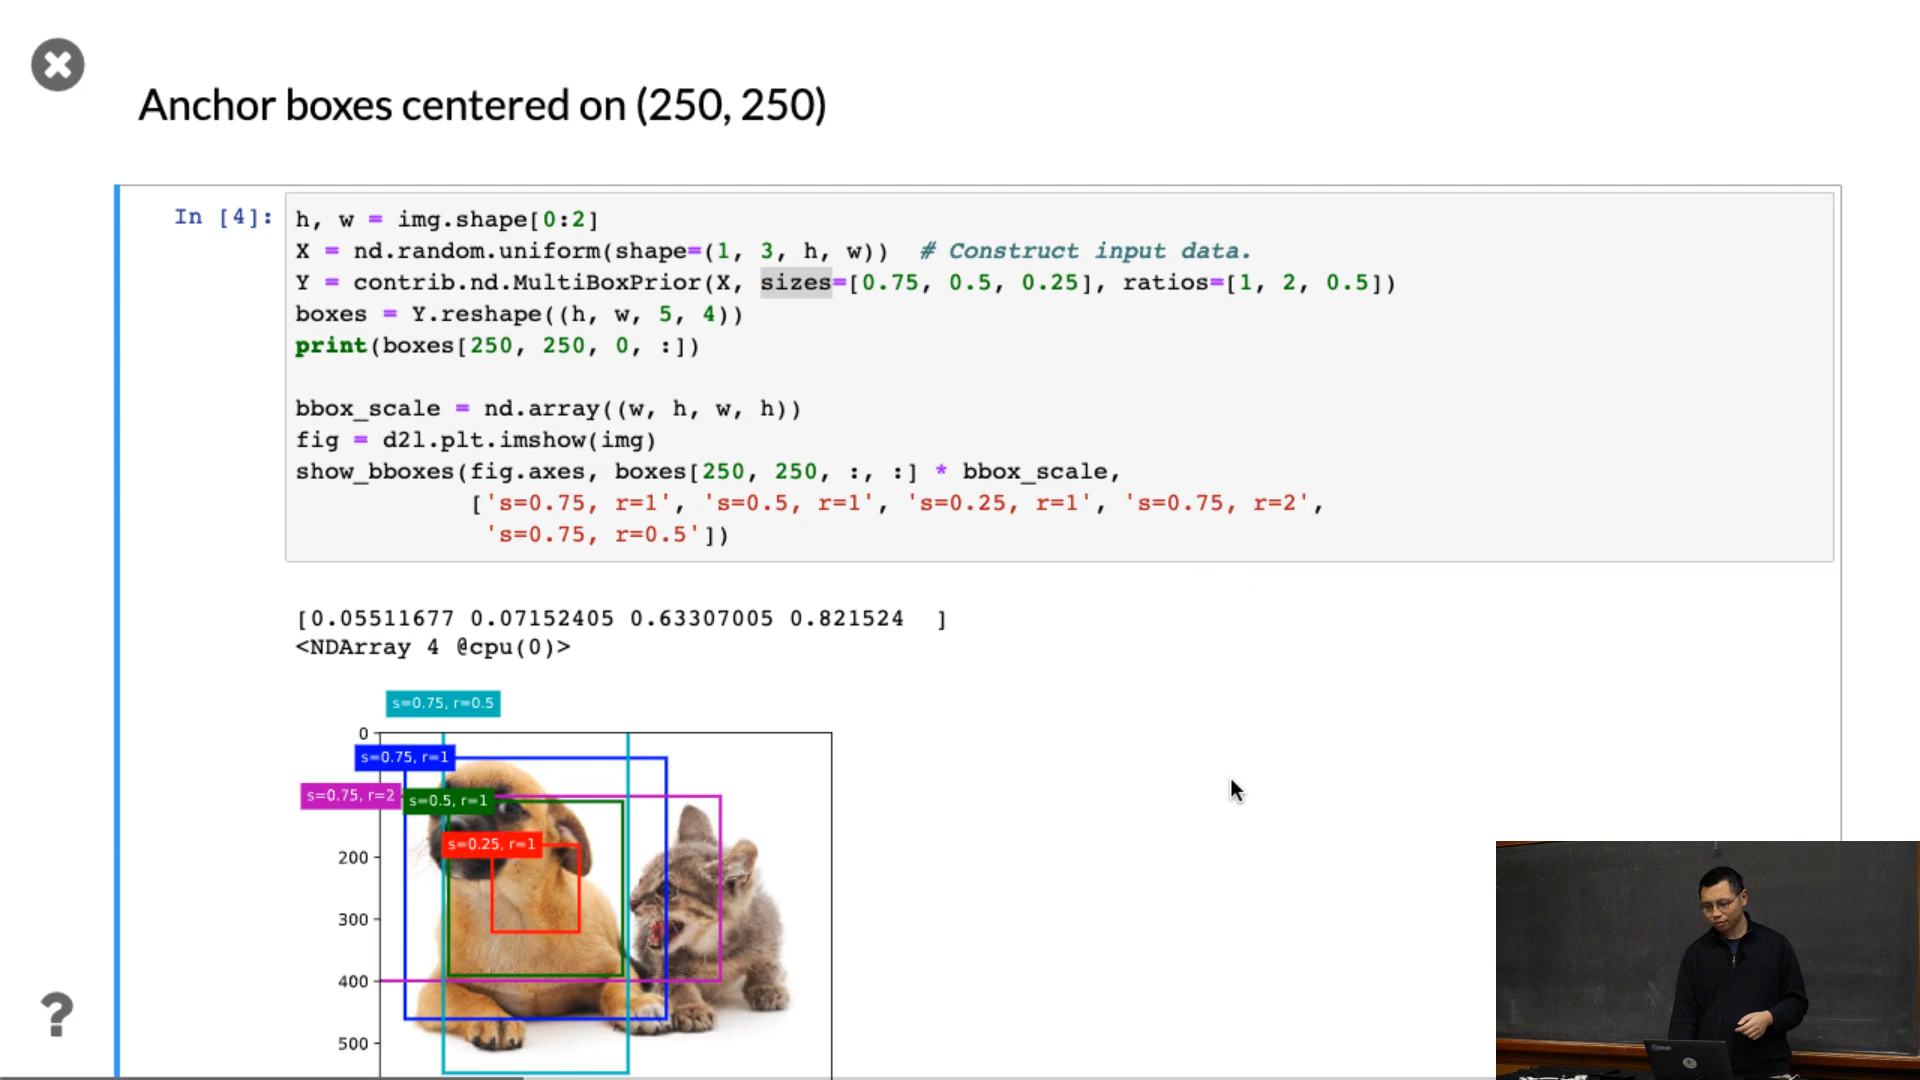 Anchor boxes centered on (250, 250)
In [4]:
h, w = img.shape[0:2]
X = nd.random.uniform(shape=(1, 3, h, w))  # Construct input data.
Y = contrib.nd.MultiBoxPrior(X, sizes=[0.75, 0.5, 0.25], ratios=[1, 2, 0.5])
boxes = Y.reshape((h, w, 5, 4))
print(boxes[250, 250, 0, :])
bbox_scale = nd.array((w, h, w, h))
fig = d2l.plt.imshow(img)
show_bboxes(fig.axes, boxes[250, 250, :, :] * bbox_scale,
['s=0.75, r=1', 's=0.5, r=1', 's=0.25, r=1', 's=0.75, r=2',
's=0.75, r=0.5'])
[0.05511677 0.07152405 0.63307005 0.821524  ]
<NDArray 4 @cpu(0)>
s=0.75, r=0.5
0
s=0.75, r=1
s=0.75, r=2
s=0.5, r=1
s=0.25, r=1
200
300
400
500
?